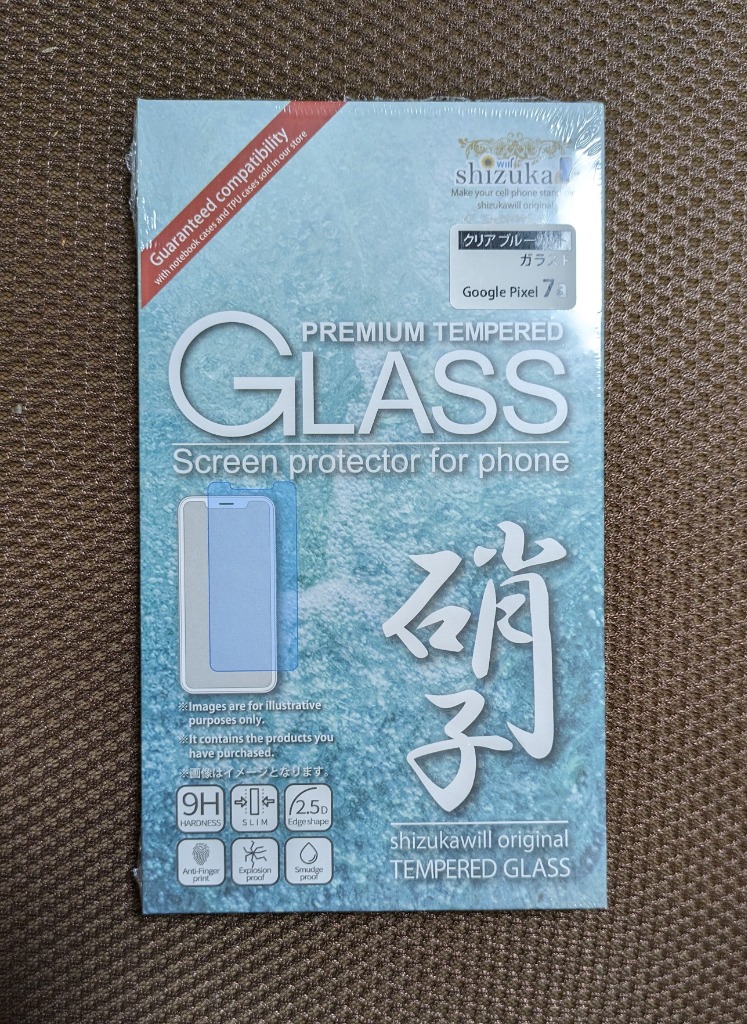 Guaranteed compatibility
with notebook cases and TPU cases sold in our store
will
shizuka
Make your cell phone stand
shizukawill original
クリア ブルー
ガラス
Google Pixel 7a
PREMIUM TEMPERED
GLASS
Screen protector for phone
硝子
※Images are for illustrative
purposes only.
※It contains the products you
have purchased.
※画像はイメージとなります。
9H
HARDNESS
SLIM
2.5D
Edge shape
Anti-Finger
print
Explosion
proof
Smudge
proof
shizukawill original
TEMPERED GLASS